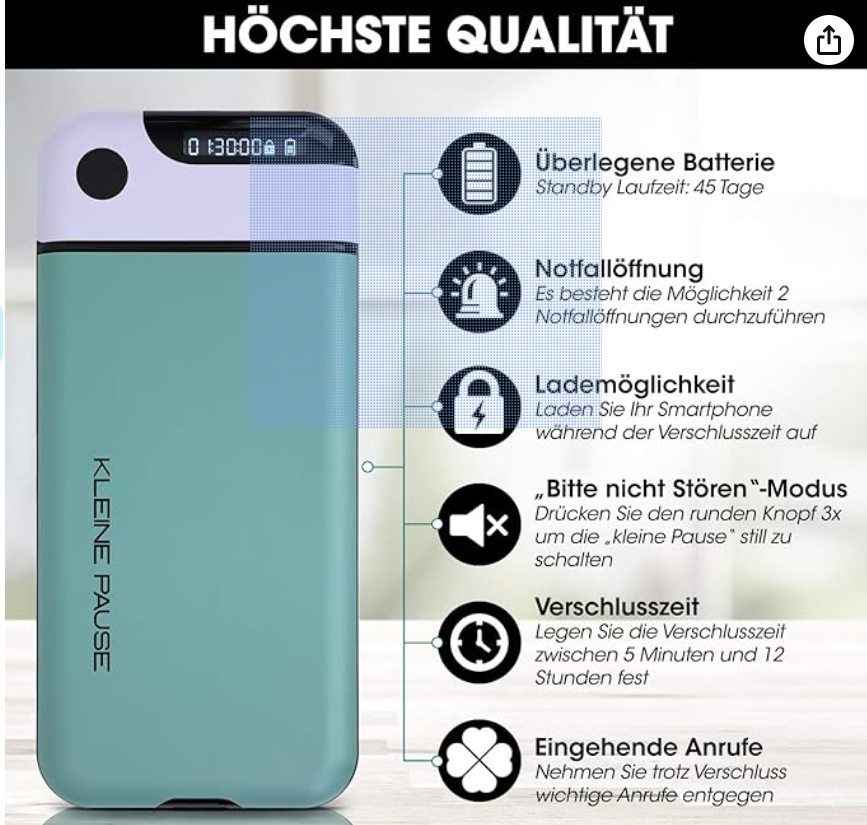 HÖCHSTE QUALITÄT
0 1:30:00
KLEINE PAUSE
Überlegene Batterie
Standby Laufzeit: 45 Tage
Notfallöffnung
Es besteht die Möglichkeit 2
Notfallöffnungen durchzuführen
Lademöglichkeit
Laden Sie Ihr Smartphone
während der Verschlusszeit auf
„Bitte nicht Stören“-Modus
Drücken Sie den runden Knopf 3x
um die „kleine Pause“ still zu
schalten
Verschlusszeit
Legen Sie die Verschlusszeit
zwischen 5 Minuten und 12
Stunden fest
Eingehende Anrufe
Nehmen Sie trotz Verschluss
wichtige Anrufe entgegen